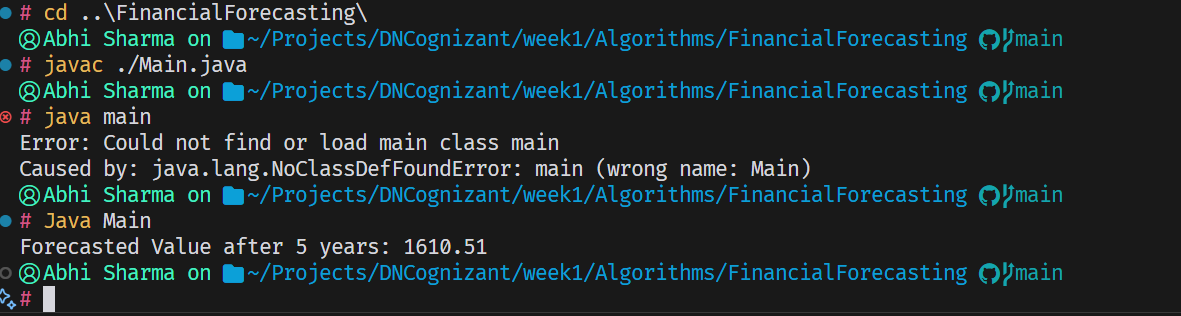 # cd ..\FinancialForecasting\
Abhi Sharma on ~/Projects/DNCognizant/week1/Algorithms/FinancialForecasting main
# javac ./Main.java
Abhi Sharma on ~/Projects/DNCognizant/week1/Algorithms/FinancialForecasting main
# java main
Error: Could not find or load main class main
Caused by: java.lang.NoClassDefFoundError: main (wrong name: Main)
Abhi Sharma on ~/Projects/DNCognizant/week1/Algorithms/FinancialForecasting main
# Java Main
Forecasted Value after 5 years: 1610.51
Abhi Sharma on ~/Projects/DNCognizant/week1/Algorithms/FinancialForecasting main
#